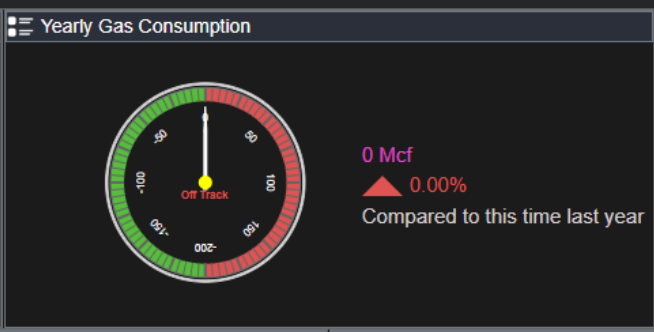 Yearly Gas Consumption
0
-50
50
-100
100
Off Track
-150
150
-200
0 Mcf
0.00%
Compared to this time last year